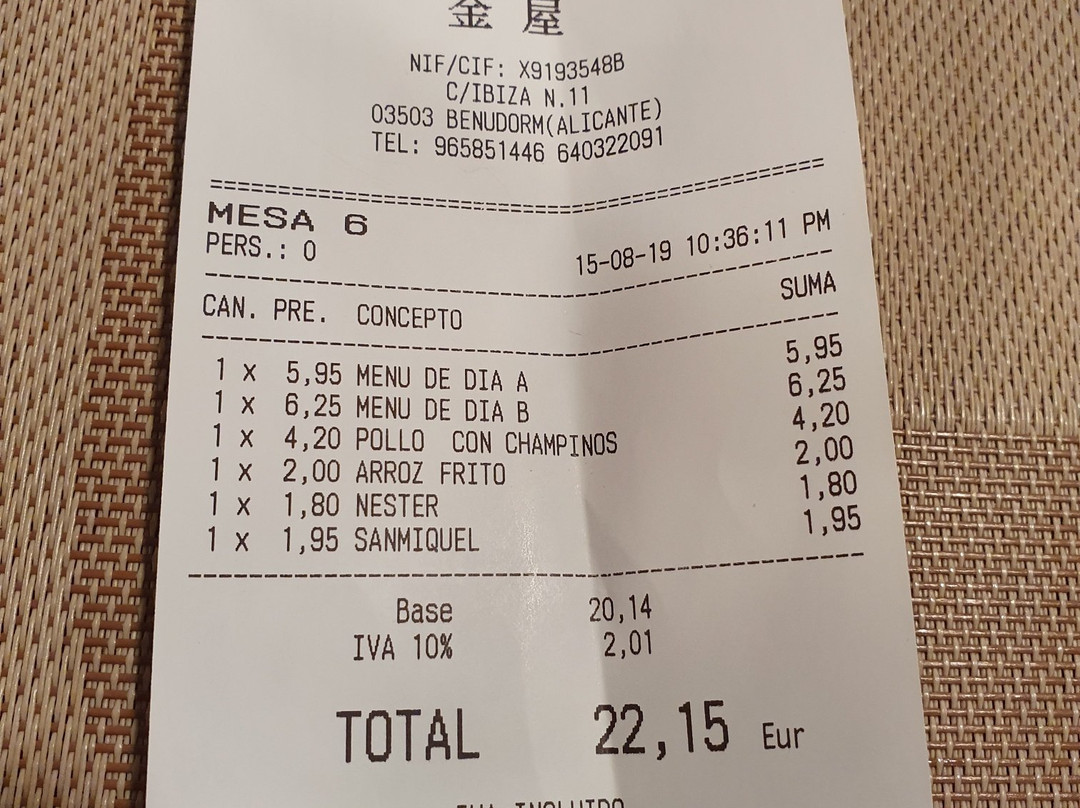 金 屋
NIF/CIF: X9193548B
C/IBIZA N.11
03503 BENUDORM(ALICANTE)
TEL: 965851446 640322091
MESA 6
PERS.: 0
15-08-19 10:36:11 PM
CAN. PRE. CONCEPTO SUMA
1 x 5,95 MENU DE DIA A 5,95
1 x 6,25 MENU DE DIA B 6,25
1 x 4,20 POLLO CON CHAMPINOS 4,20
1 x 2,00 ARROZ FRITO 2,00
1 x 1,80 NESTER 1,80
1 x 1,95 SANMIQUEL 1,95
Base 20,14
IVA 10% 2,01
TOTAL 22,15 Eur
INCLUIDO